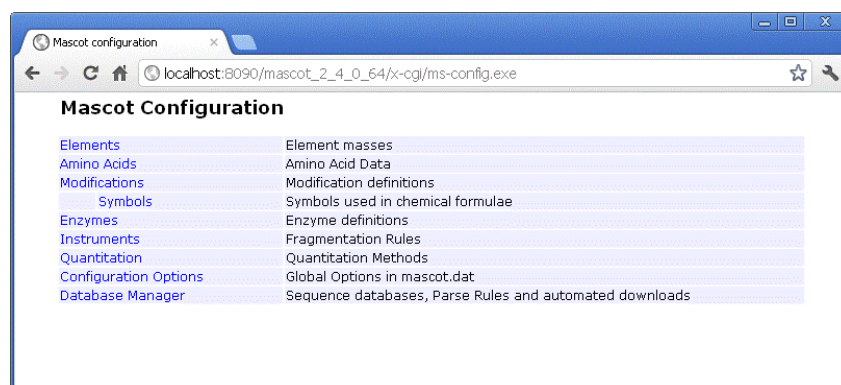 Mascot configuration
localhost:8090/mascot_2_4_0_64/x-cgi/ms-config.exe
Mascot Configuration
Elements Element masses
Amino Acids Amino Acid Data
Modifications Modification definitions
Symbols Symbols used in chemical formulae
Enzymes Enzyme definitions
Instruments Fragmentation Rules
Quantitation Quantitation Methods
Configuration Options Global Options in mascot.dat
Database Manager Sequence databases, Parse Rules and automated downloads